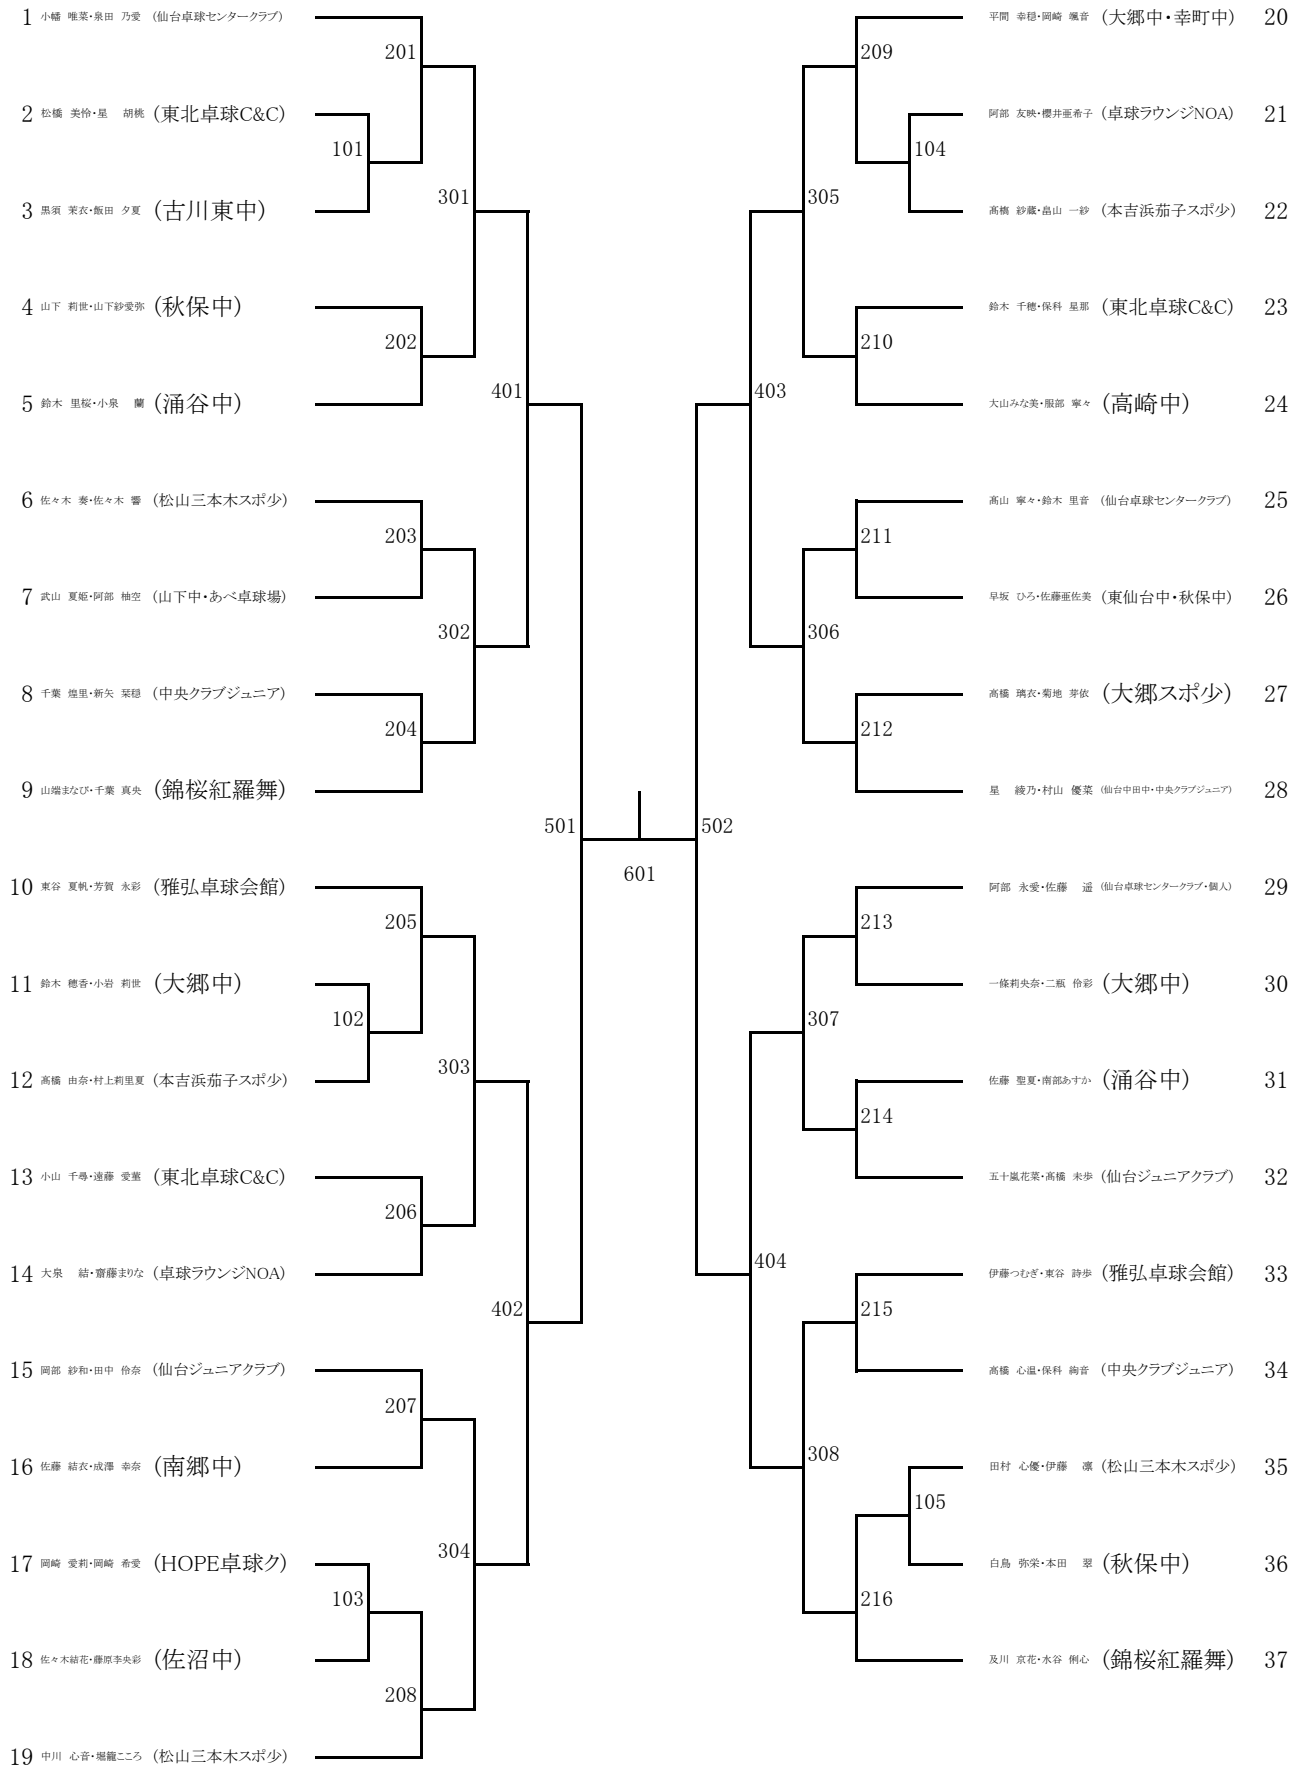 1 小幡 唯菜・泉田 乃愛 (仙台卓球センタークラブ)
201
2 松橋 美怜・星 胡桃 (東北卓球C&C)
101
3 黒須 茉衣・飯田 夕夏 (古川東中)
301
4 山下 莉世・山下紗愛弥 (秋保中)
202
5 鈴木 里桜・小泉 蘭 (涌谷中)
401
6 佐々木 奏・佐々木 響 (松山三本木スポ少)
203
7 武山 夏姫・阿部 柚空 (山下中・あべ卓球場)
302
8 千葉 煌里・新矢 栞穏 (中央クラブジュニア)
204
9 山端まなび・千葉 真央 (錦桜紅羅舞)
501
10 東谷 夏帆・芳賀 永彩 (雅弘卓球会館)
205
11 鈴木 穂香・小岩 莉世 (大郷中)
102
12 髙橋 由奈・村上莉里夏 (本吉浜茄子スポ少)
303
13 小山 千尋・遠藤 愛菫 (東北卓球C&C)
206
14 大泉 結・齋藤まりな (卓球ラウンジNOA)
402
15 岡部 紗和・田中 伶奈 (仙台ジュニアクラブ)
207
16 佐藤 結衣・成澤 幸奈 (南郷中)
304
17 岡崎 愛莉・岡崎 希愛 (HOPE卓球ク)
103
18 佐々木結花・藤原李央彩 (佐沼中)
208
19 中川 心音・堀籠こころ (松山三本木スポ少)
601
平間 幸穏・岡崎 颯音 (大郷中・幸町中) 20
209
阿部 友映・櫻井亜希子 (卓球ラウンジNOA) 21
104
髙橋 紗蔵・畠山 一紗 (本吉浜茄子スポ少) 22
305
鈴木 千穂・保科 星那 (東北卓球C&C) 23
210
大山みな美・服部 寧々 (高崎中) 24
403
髙山 寧々・鈴木 里音 (仙台卓球センタークラブ) 25
211
早坂 ひろ・佐藤亜佐美 (東仙台中・秋保中) 26
306
高橋 璃衣・菊地 芽依 (大郷スポ少) 27
212
星 綾乃・村山 優菜 (仙台中田中・中央クラブジュニア) 28
502
阿部 永愛・佐藤 遥 (仙台卓球センタークラブ・個人) 29
213
一條莉央奈・二瓶 伶彩 (大郷中) 30
307
佐藤 聖夏・南部あすか (涌谷中) 31
214
五十嵐花菜・髙橋 未歩 (仙台ジュニアクラブ) 32
404
伊藤つむぎ・東谷 詩歩 (雅弘卓球会館) 33
215
髙橋 心温・保科 絢音 (中央クラブジュニア) 34
308
田村 心優・伊藤 凛 (松山三本木スポ少) 35
105
白鳥 弥栄・本田 翠 (秋保中) 36
216
及川 京花・水谷 俐心 (錦桜紅羅舞) 37